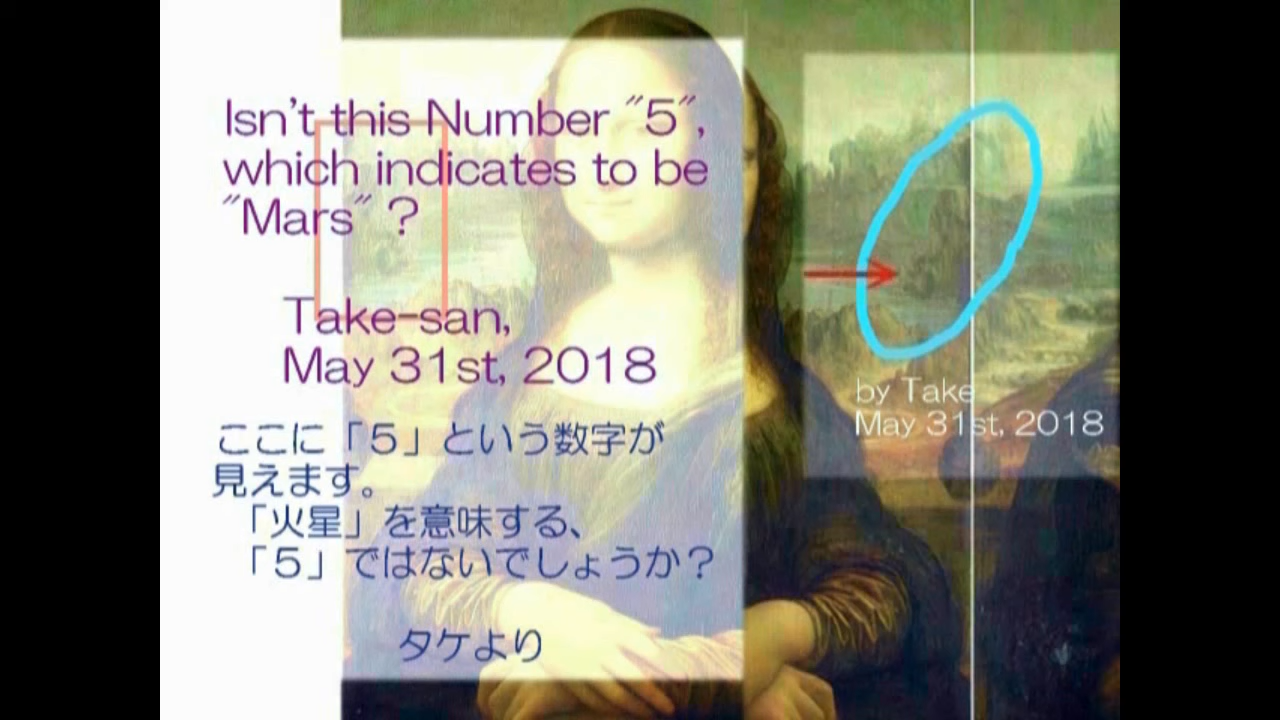 Isn't this Number "5",
which indicates to be
"Mars" ?
Take-san,
May 31st, 2018
ここに「５」という数字が
見えます。
「火星」を意味する、
「５」ではないでしょうか？
タケより
by Take
May 31st, 2018